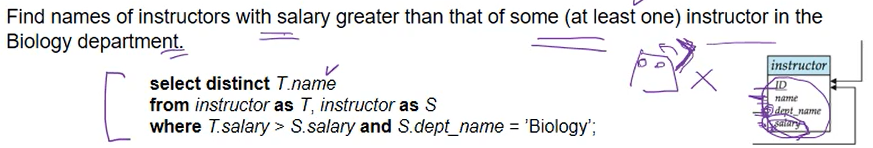 Find names of instructors with salary greater than that of some (at least one) instructor in the
Biology department.
select distinct T.name
from instructor as T, instructor as S
where T.salary > S.salary and S.dept_name = 'Biology';
instructor
ID
name
dept_name
salary